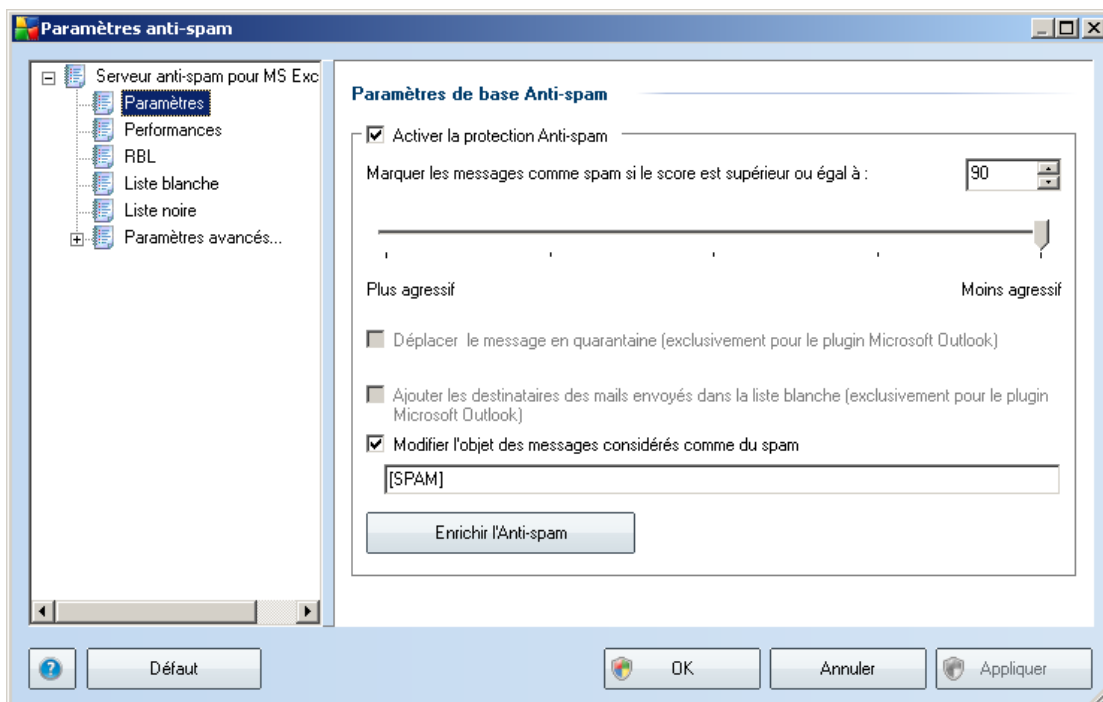 Paramètres anti-spam
Serveur anti-spam pour MS Exc
Paramètres
Performances
RBL
Liste blanche
Liste noire
Paramètres avancés...
Paramètres de base Anti-spam
Activer la protection Anti-spam
Marquer les messages comme spam si le score est supérieur ou égal à :
90
Plus agressif
Moins agressif
Déplacer le message en quarantaine (exclusivement pour le plugin Microsoft Outlook)
Ajouter les destinataires des mails envoyés dans la liste blanche (exclusivement pour le plugin
Microsoft Outlook)
Modifier l'objet des messages considérés comme du spam
[SPAM]
Enrichir l'Anti-spam
Défaut
OK
Annuler
Appliquer